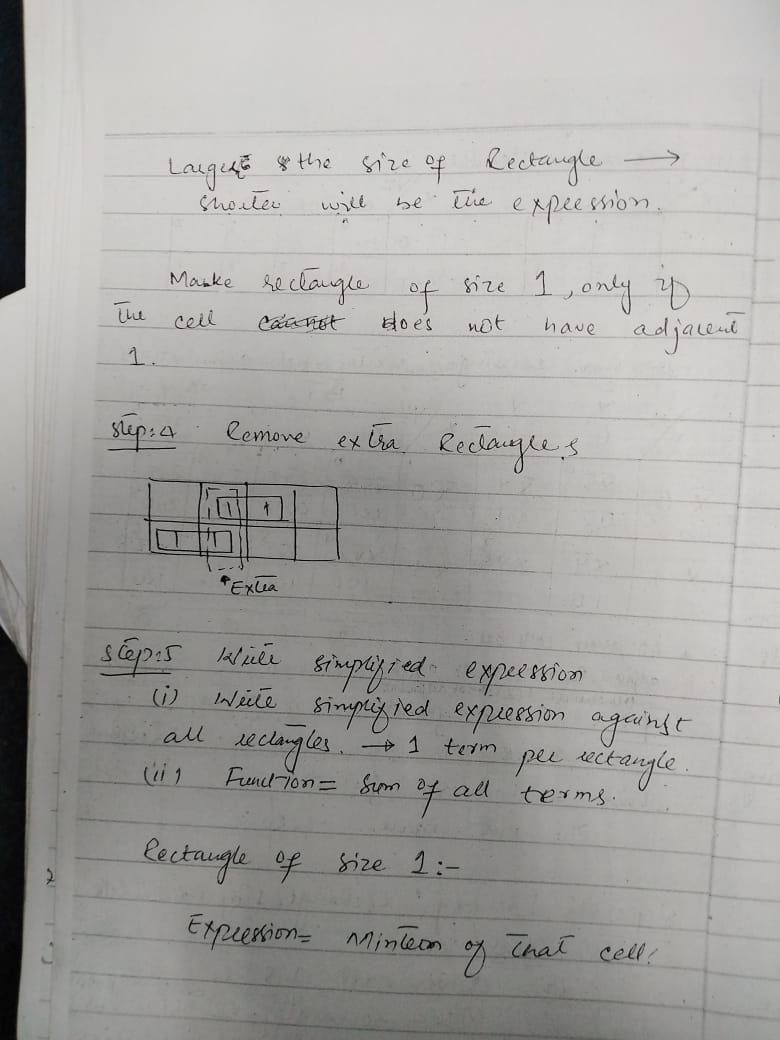 Largest the size of Rectangle →
shorter will be the expression.
Make rectangle of size 1, only if
the cell cannot does not have adjacent
1.
Step:4 Remove extra Rectangles
1 1
1 1
Extra
Step:5 Write simplified expression
(i) Write simplified expression against
all rectangles. → 1 term per rectangle.
(ii) Function = Sum of all terms.
Rectangle of size 1:-
Expression = Minterm of that cell.